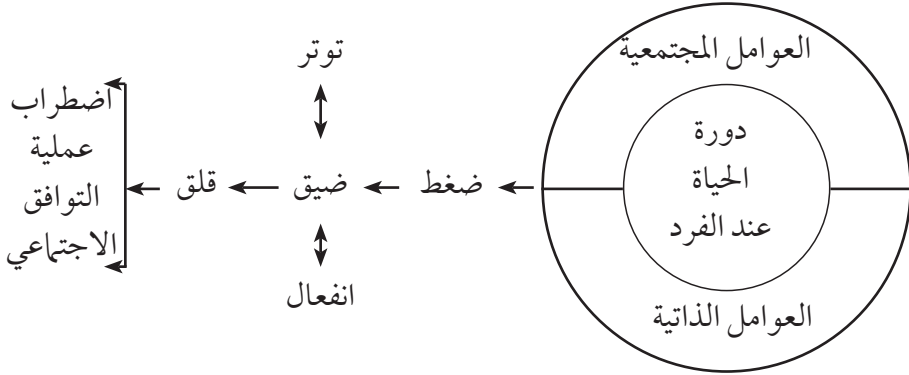 العوامل المجتمعية
دورة
الحياة
عند الفرد
العوامل الذاتية
ضغط
توتر
ضيق
انفعال
قلق
اضطراب
عملية
التوافق
الاجتماعي